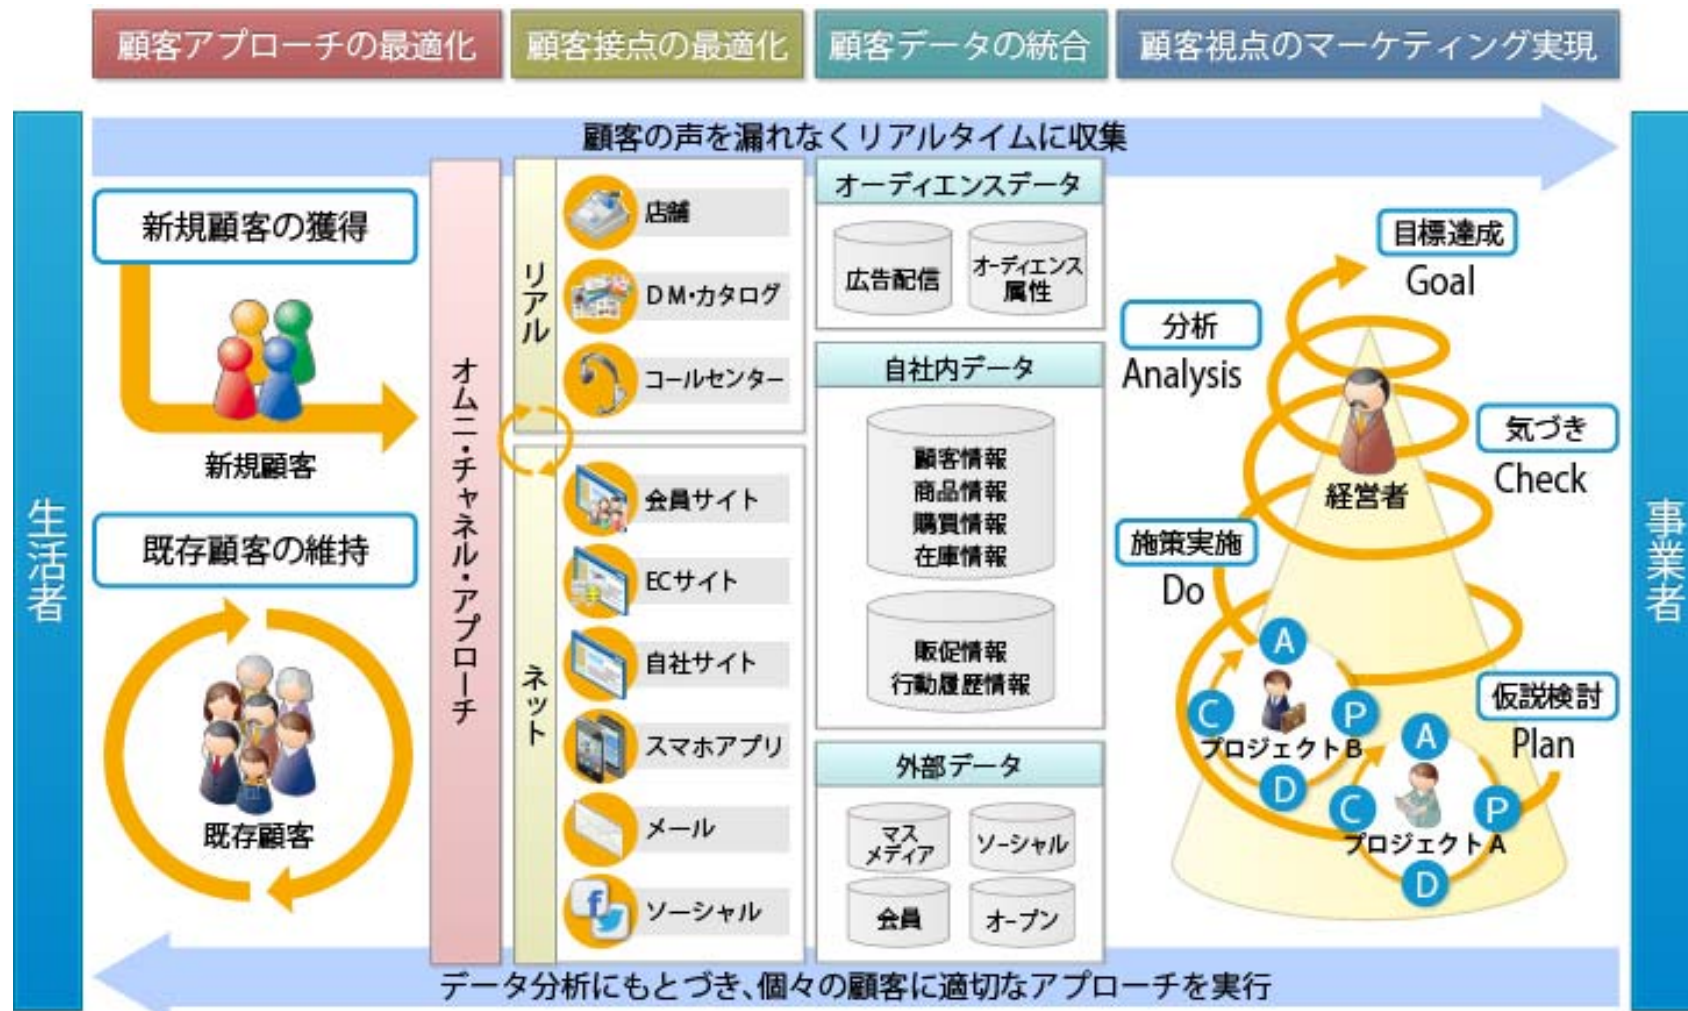 顧客アプローチの最適化
顧客接点の最適化
顧客データの統合
顧客視点のマーケティング実現
顧客の声を漏れなくリアルタイムに収集
生活者
新規顧客の獲得
新規顧客
既存顧客の維持
既存顧客
オムニ・チャネル・アプローチ
リアル
店舗
DM・カタログ
コールセンター
ネット
会員サイト
ECサイト
自社サイト
スマホアプリ
メール
ソーシャル
オーディエンスデータ
広告配信
オーディエンス
属性
自社内データ
顧客情報
商品情報
購買情報
在庫情報
販促情報
行動履歴情報
外部データ
マス
メディア
ソーシャル
会員
オープン
目標達成
Goal
分析
Analysis
気づき
Check
経営者
施策実施
Do
仮説検討
Plan
A
C
P
プロジェクトB
D
A
C
P
プロジェクトA
D
事業者
データ分析にもとづき、個々の顧客に適切なアプローチを実行